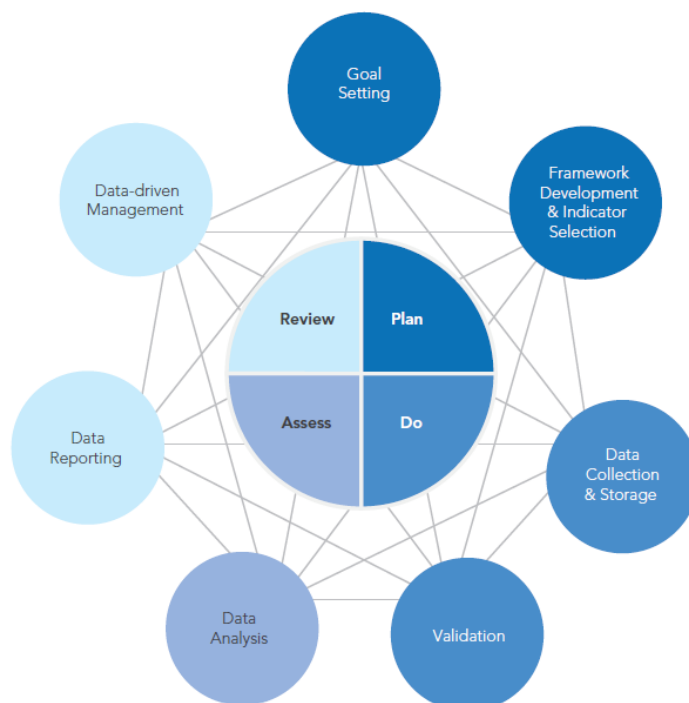 Goal
Setting
Data-driven
Management
Framework
Development
& Indicator
Selection
Review
Plan
Assess
Do
Data
Reporting
Data
Collection
& Storage
Data
Analysis
Validation